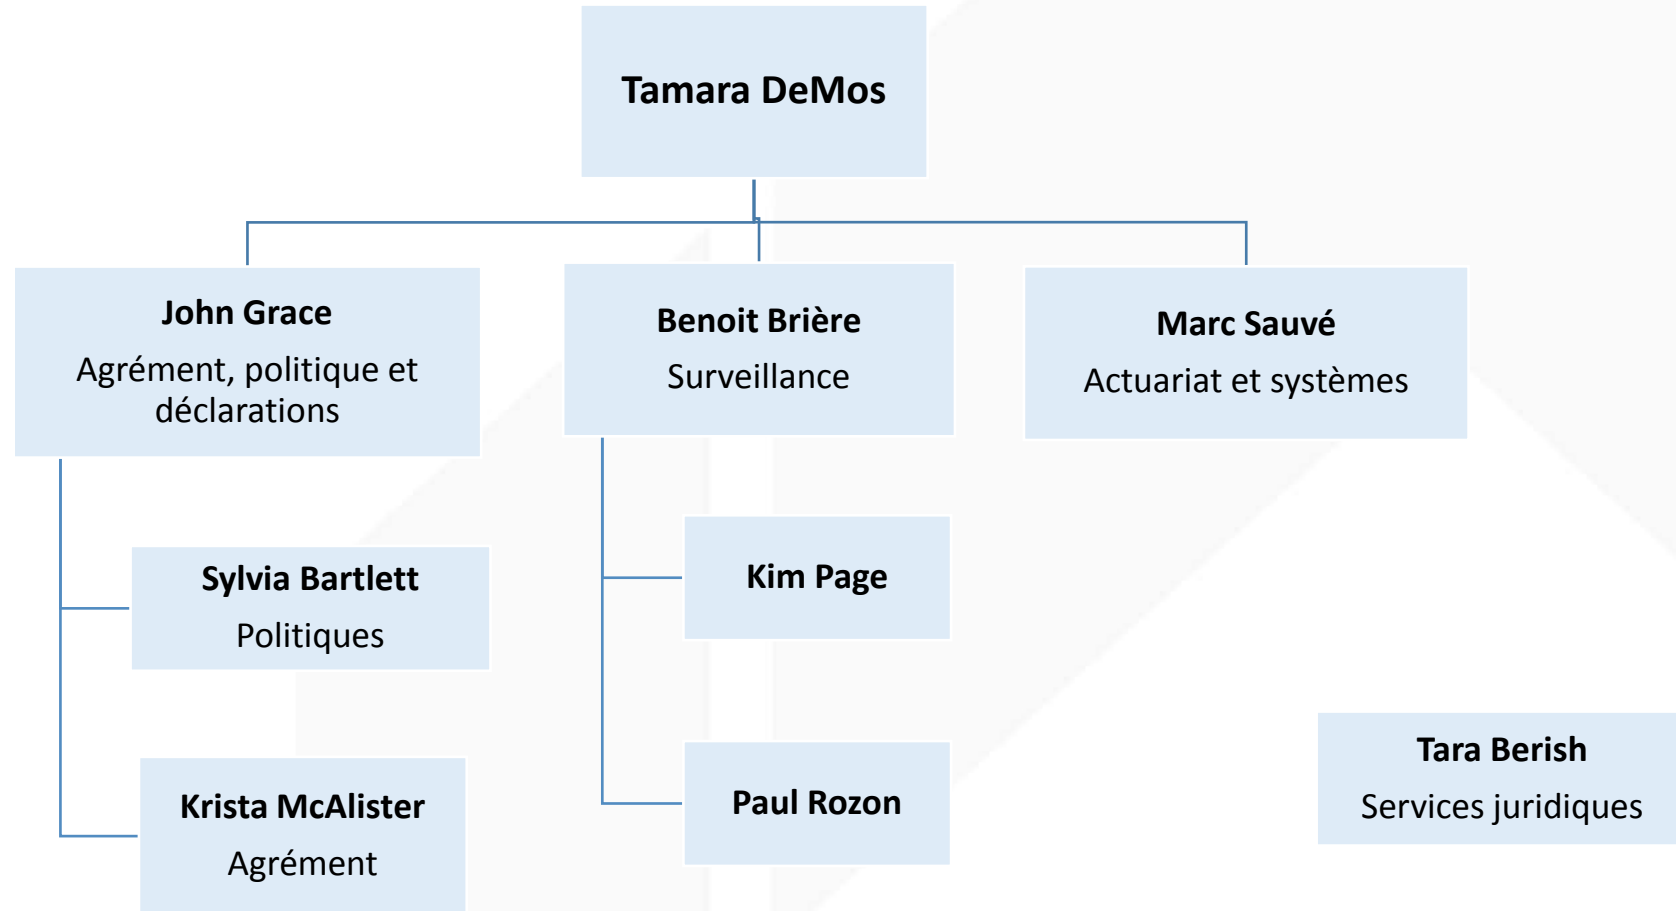 Tamara DeMos
John Grace
Agrément, politique et
déclarations
Benoit Brière
Surveillance
Marc Sauvé
Actuariat et systèmes
Sylvia Bartlett
Politiques
Kim Page
Krista McAlister
Agrément
Paul Rozon
Tara Berish
Services juridiques